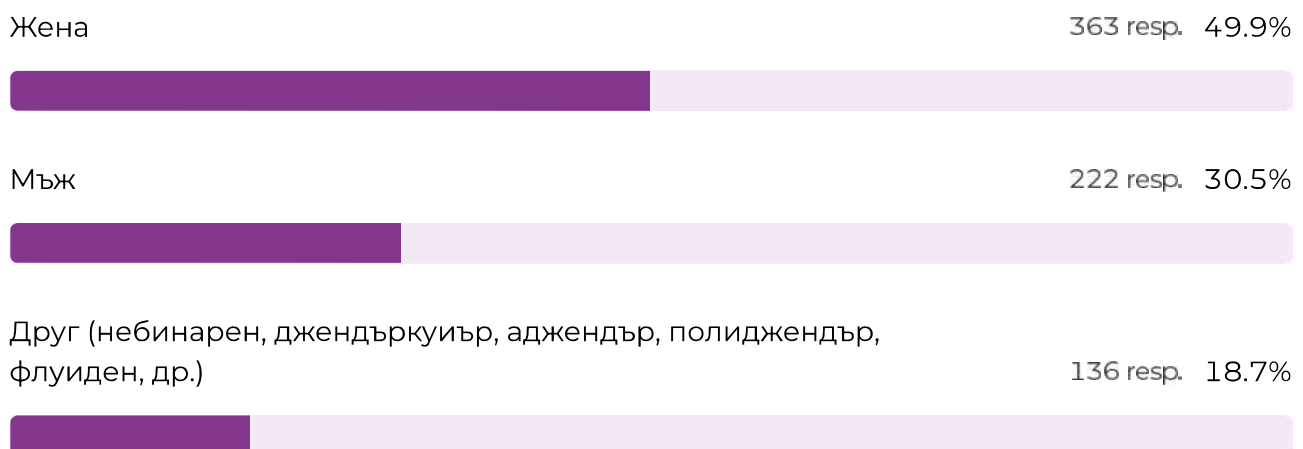 Жена 363 resp. 49.9%
Мъж 222 resp. 30.5%
Друг (небинарен, джендъркуиър, аджендър, полиджендър,
флуиден, др.) 136 resp. 18.7%